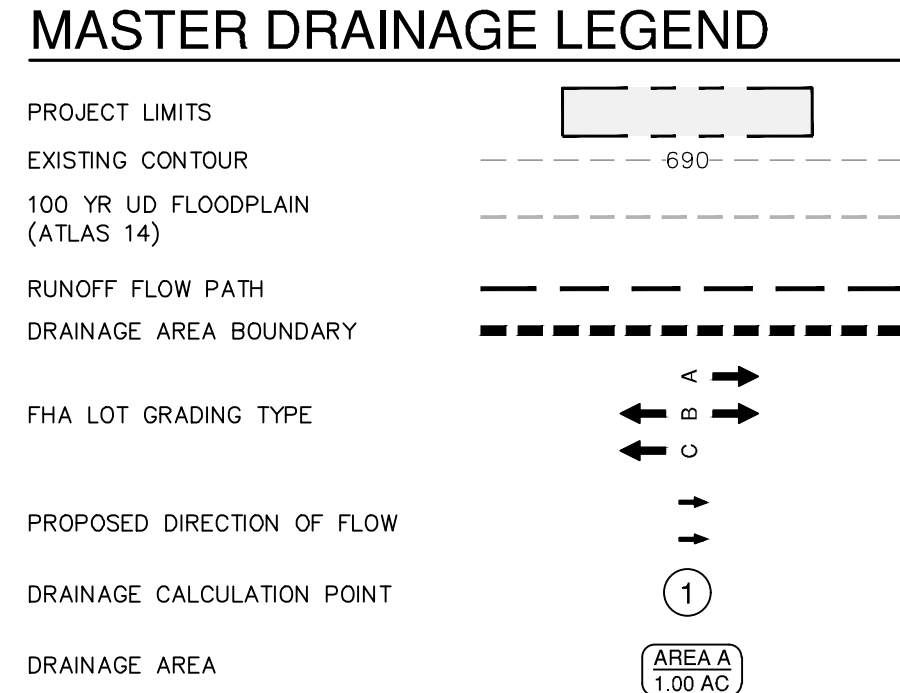 MASTER DRAINAGE LEGEND
PROJECT LIMITS
EXISTING CONTOUR
690
100 YR UD FLOODPLAIN
(ATLAS 14)
RUNOFF FLOW PATH
DRAINAGE AREA BOUNDARY
FHA LOT GRADING TYPE
A
B
C
PROPOSED DIRECTION OF FLOW
DRAINAGE CALCULATION POINT
1
DRAINAGE AREA
AREA A
1.00 AC